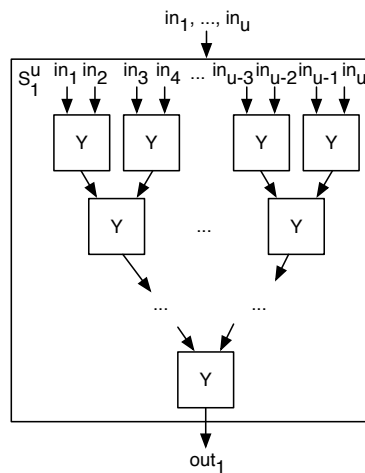 in₁, ..., inᵤ
S₁ᵘ in₁ in₂ in₃ in₄ ... inᵤ₋₃ inᵤ₋₂ inᵤ₋₁ inᵤ
Y Y Y Y
Y ... Y
... ...
Y
out₁